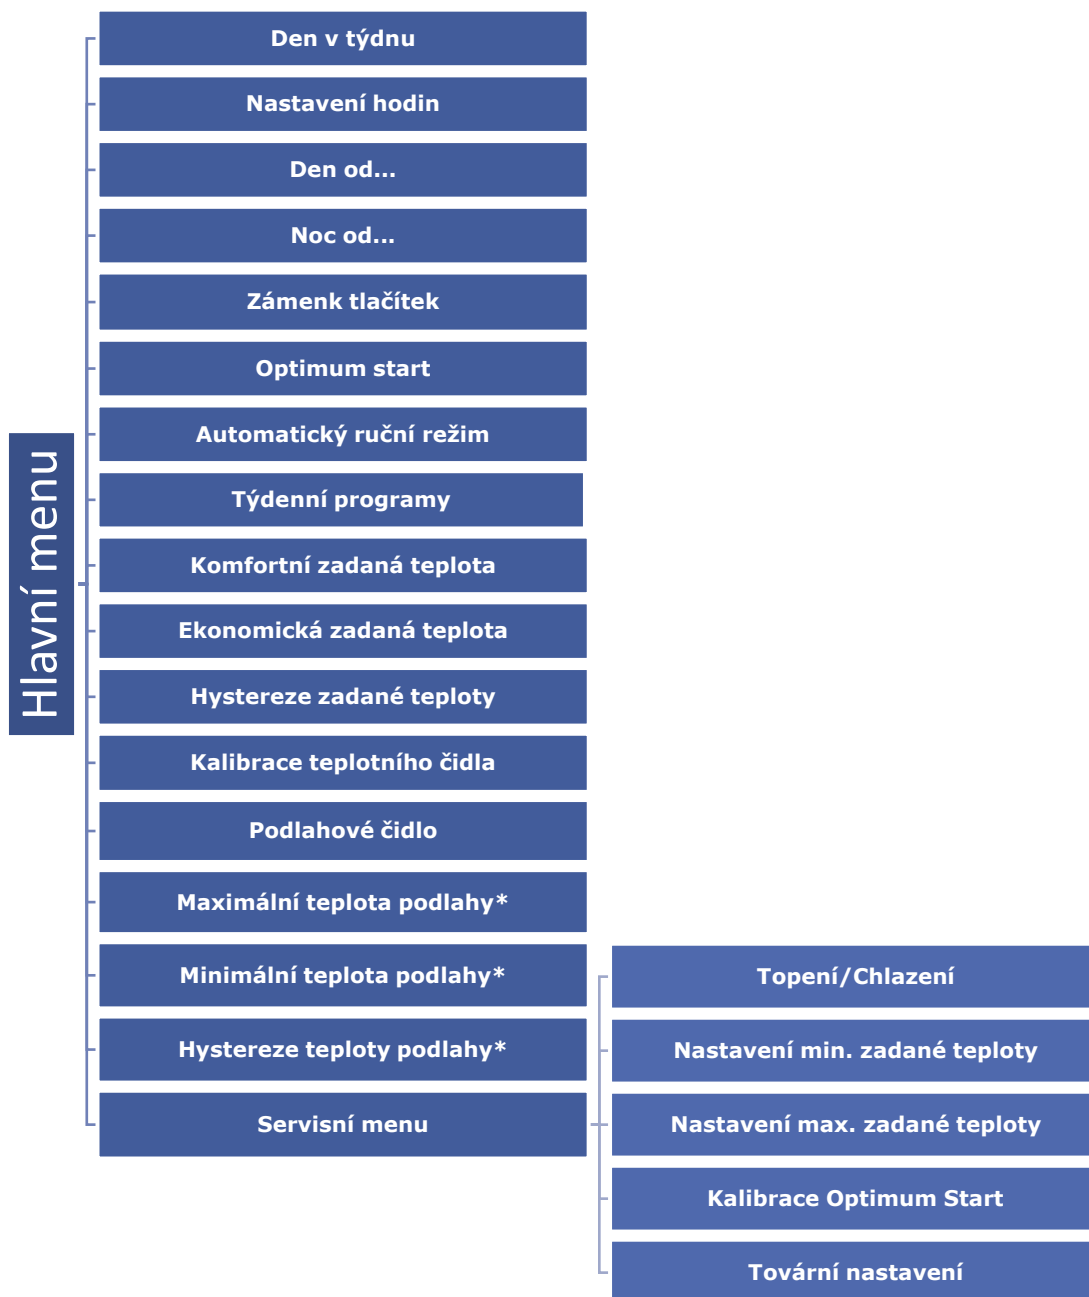 Hlavní menu
Den v týdnu
Nastavení hodin
Den od...
Noc od...
Zámenk tlačítek
Optimum start
Automatický ruční režim
Týdenní programy
Komfortní zadaná teplota
Ekonomická zadaná teplota
Hystereze zadané teploty
Kalibrace teplotního čidla
Podlahové čidlo
Maximální teplota podlahy*
Minimální teplota podlahy*
Hystereze teploty podlahy*
Servisní menu
Topení/Chlazení
Nastavení min. zadané teploty
Nastavení max. zadané teploty
Kalibrace Optimum Start
Tovární nastavení